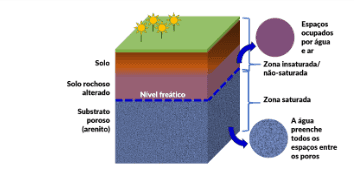 Espaços
ocupados
por água
e ar
Solo
Zona insaturada/
não-saturada
Solo rochoso
alterado
Nível freático
Zona saturada
Substrato
poroso
(arenito)
A água
preenche
todos os
espaços entre
os poros